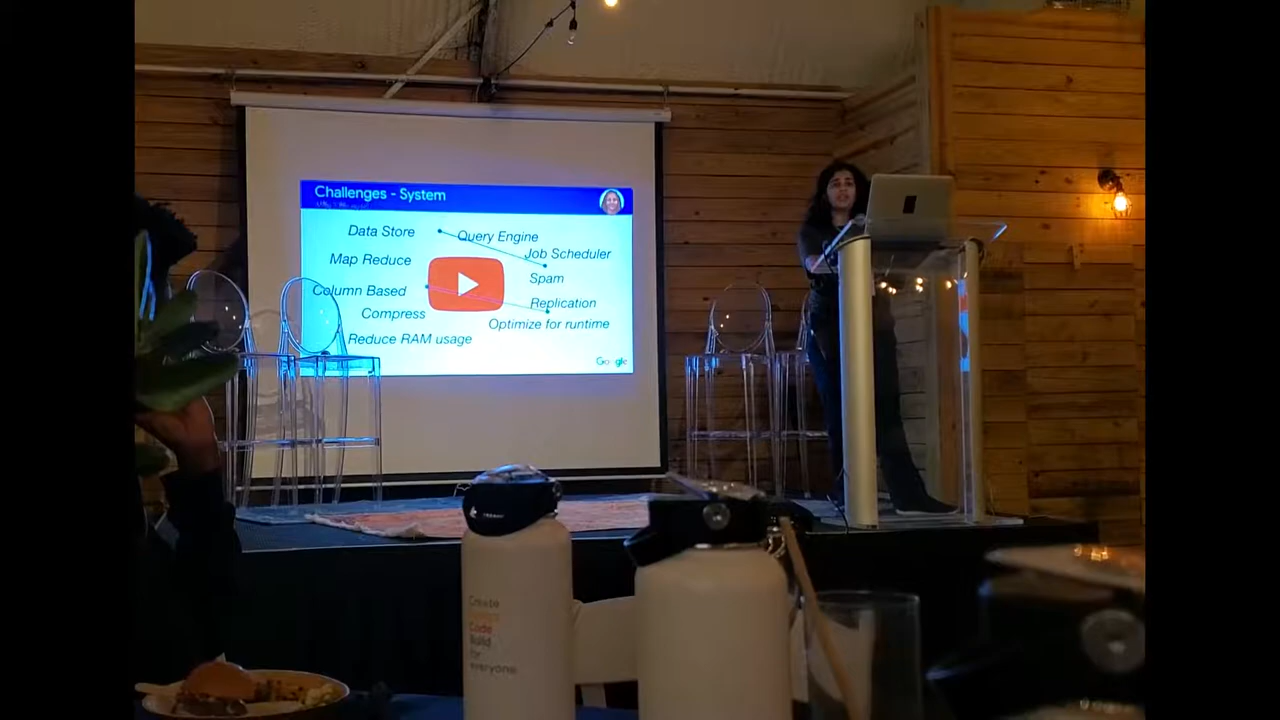 Challenges - System
Data Store
Query Engine
Job Scheduler
Map Reduce
Spam
Column Based
Replication
Compress
Optimize for runtime
Reduce RAM usage
Google
Create
Code
Build
for
everyone